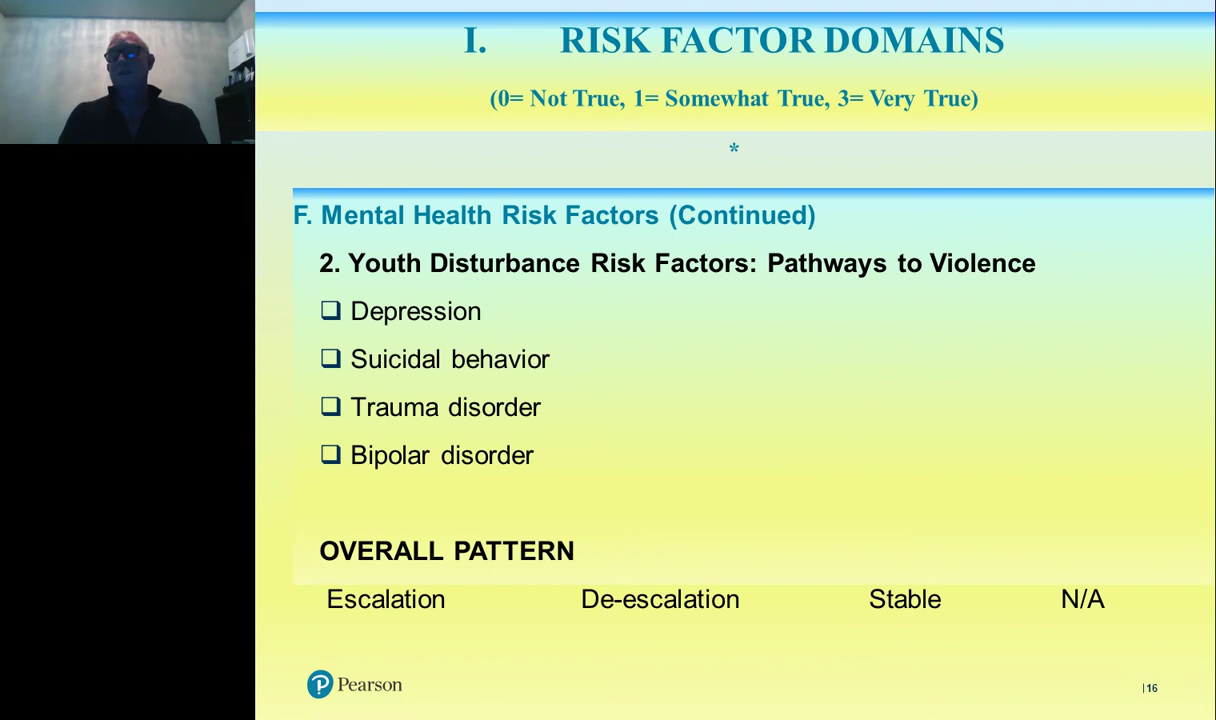 I. RISK FACTOR DOMAINS
(0= Not True, 1= Somewhat True, 3= Very True)
*
F. Mental Health Risk Factors (Continued)
2. Youth Disturbance Risk Factors: Pathways to Violence
❑ Depression
❑ Suicidal behavior
❑ Trauma disorder
❑ Bipolar disorder
OVERALL PATTERN
Escalation De-escalation Stable N/A
Pearson
| 16